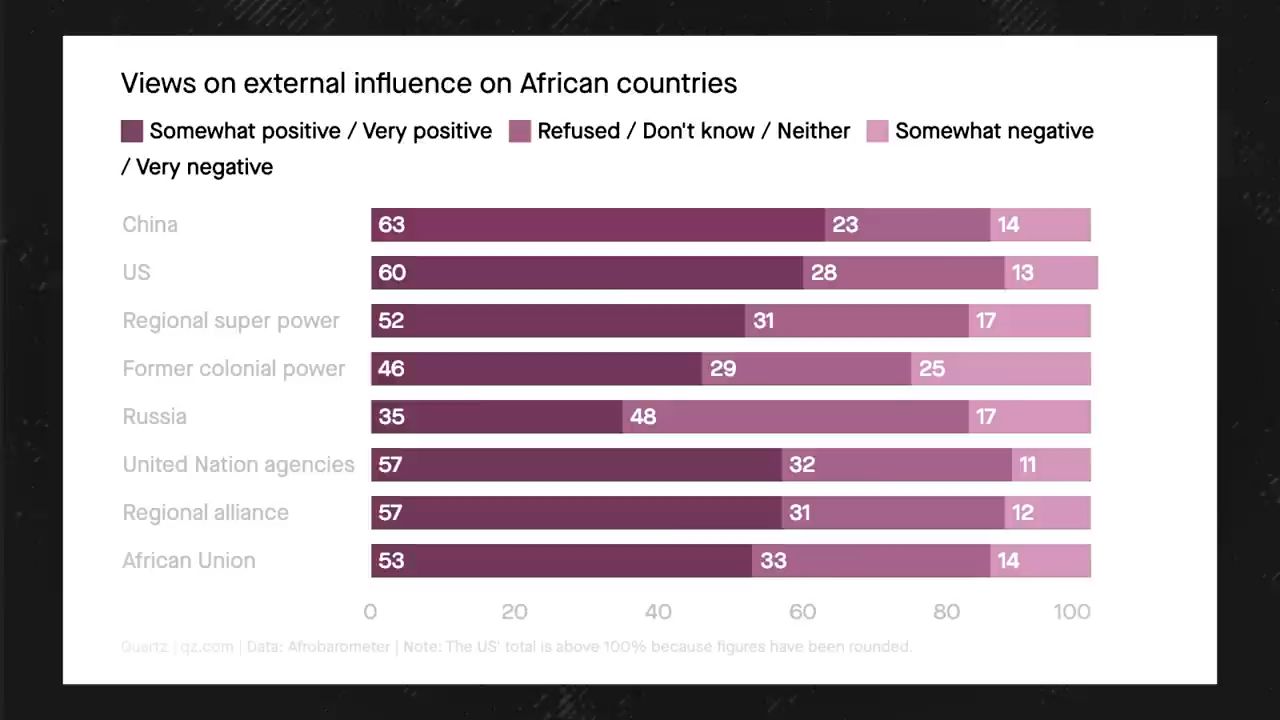 Views on external influence on African countries
Somewhat positive / Very positive Refused / Don't know / Neither Somewhat negative
/ Very negative
China 63 23 14
US 60 28 13
Regional super power 52 31 17
Former colonial power 46 29 25
Russia 35 48 17
United Nation agencies 57 32 11
Regional alliance 57 31 12
African Union 53 33 14
0 20 40 60 80 100
Quartz | qz.com | Data: Afrobarometer | Note: The US' total is above 100% because figures have been rounded.